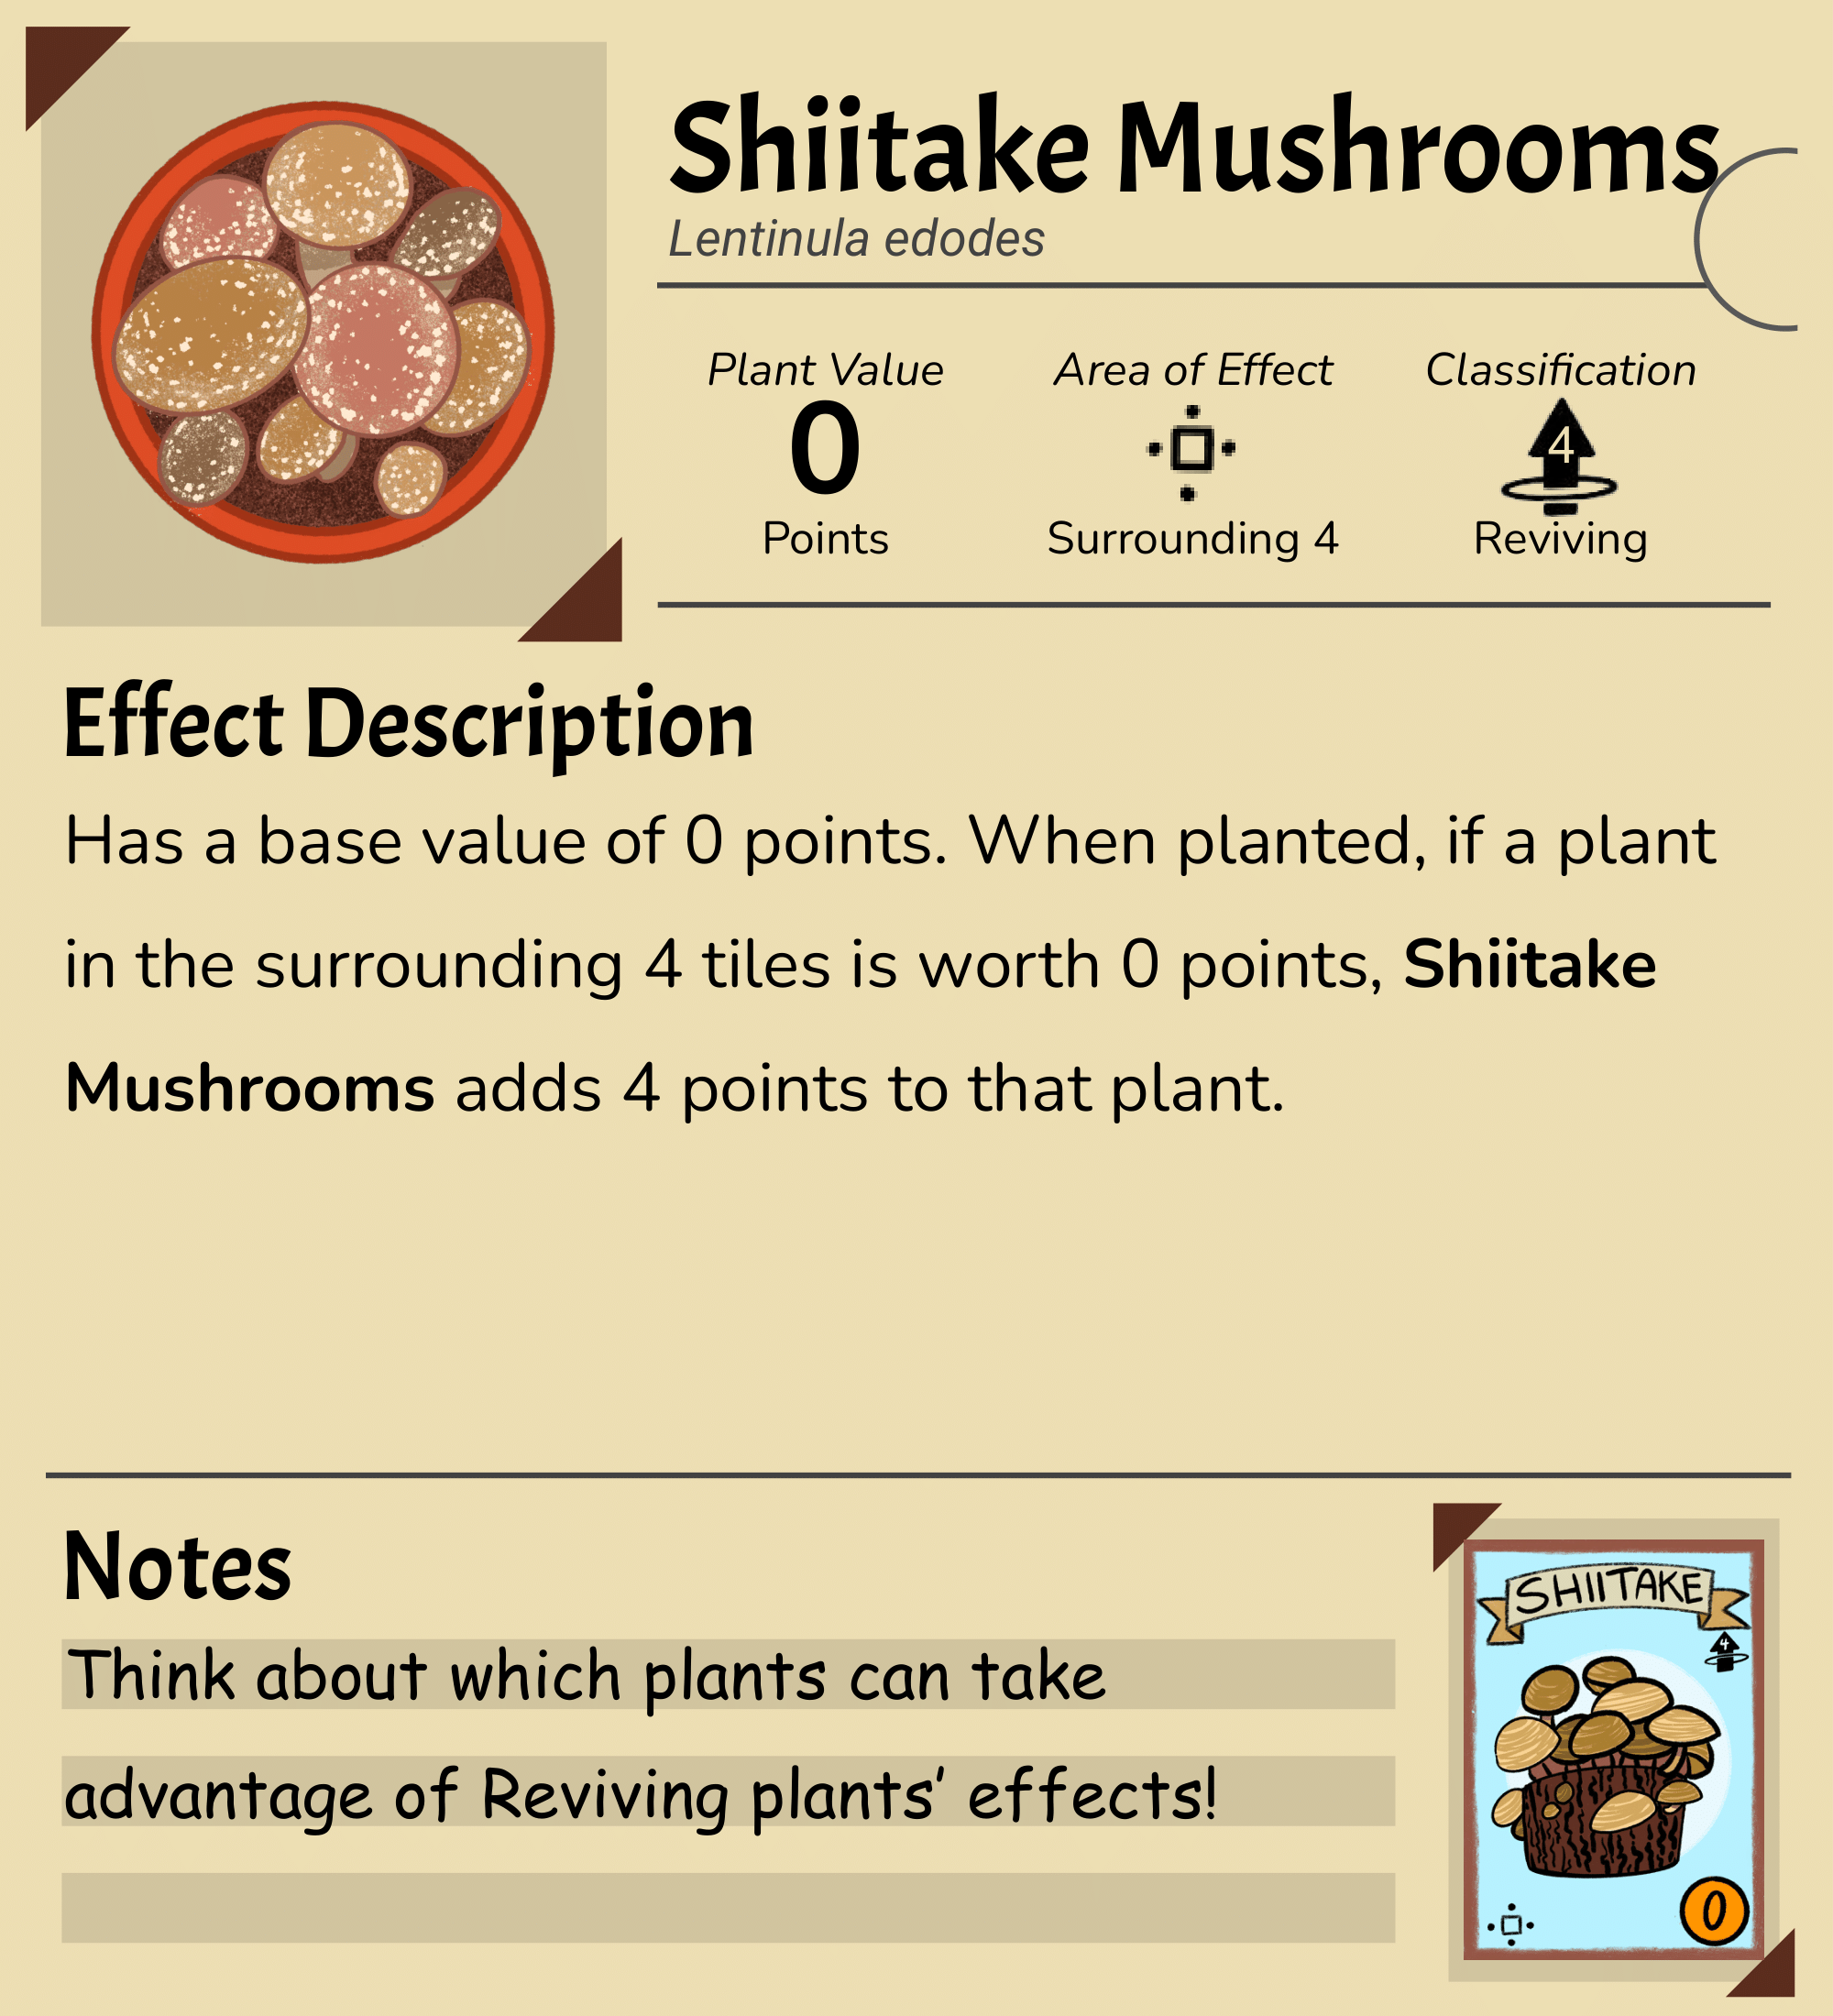 Shiitake Mushrooms
Lentinula edodes
Plant Value
0
Points
Area of Effect
Surrounding 4
Classification
4
Reviving
Effect Description
Has a base value of 0 points. When planted, if a plant
in the surrounding 4 tiles is worth 0 points, Shiitake
Mushrooms adds 4 points to that plant.
Notes
Think about which plants can take
advantage of Reviving plants’ effects!
SHIITAKE
4
0